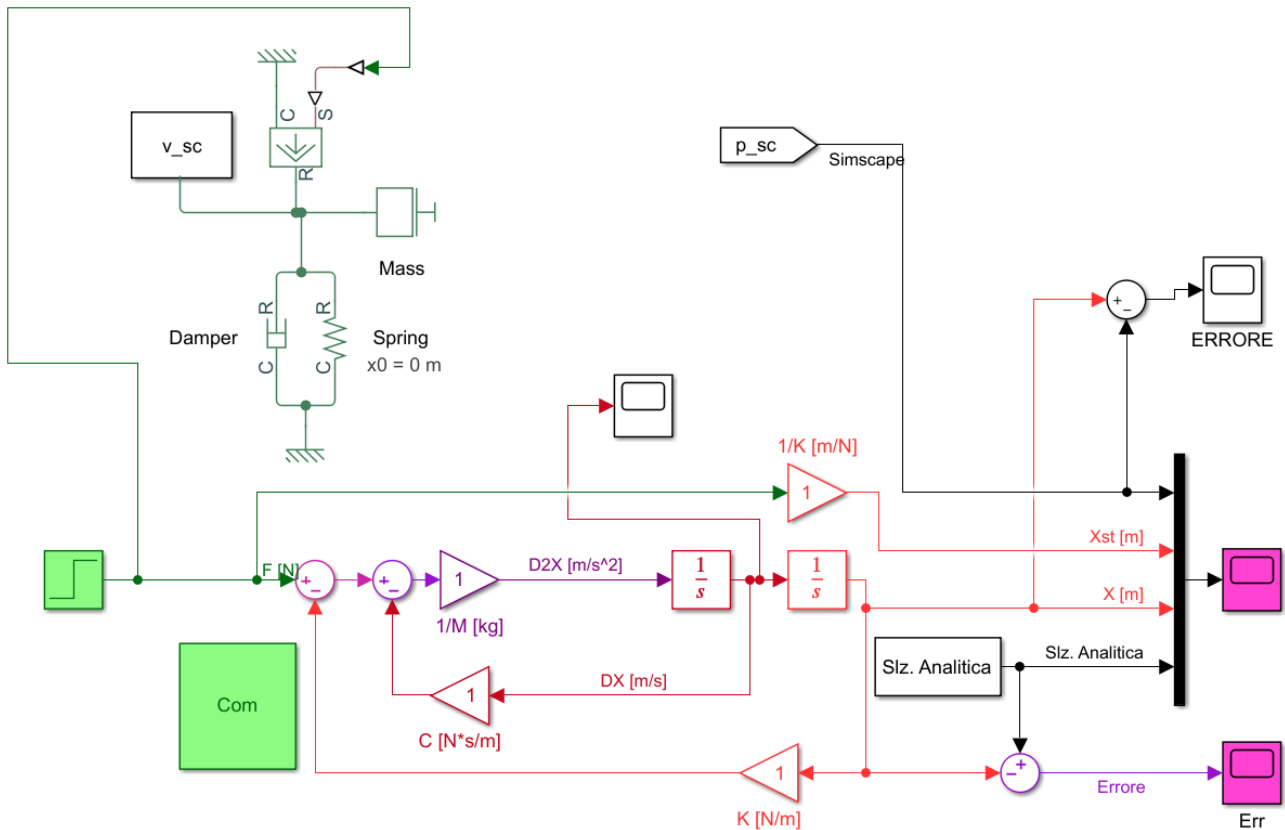 C
S
v_sc
R
p_sc
Simscape
Mass
R
R
Damper
Spring
C
C
x0 = 0 m
ERRORE
1/K [m/N]
1
Xst [m]
F [N]
1
D2X [m/s^2]
1
s
1
s
X [m]
1/M [kg]
Slz. Analitica
Slz. Analitica
DX [m/s]
1
Com
C [N*s/m]
1
Errore
K [N/m]
Err